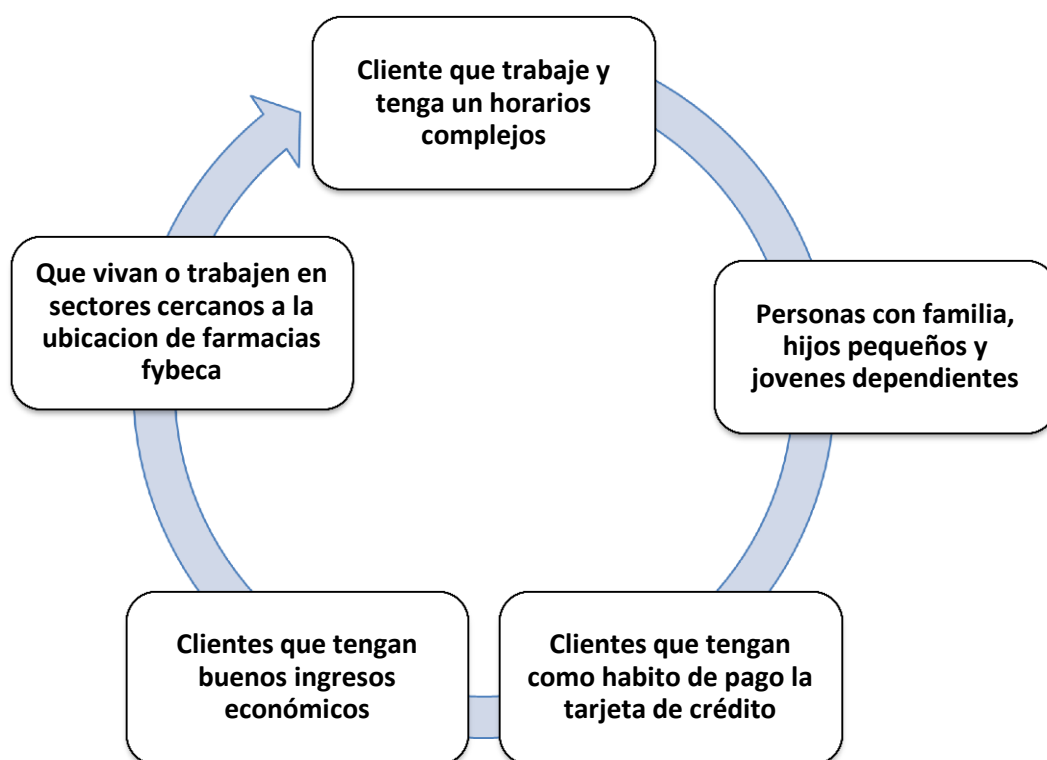 Cliente que trabaje y
tenga un horarios
complejos
Personas con familia,
hijos pequeños y
jovenes dependientes
Clientes que tengan
como habito de pago la
tarjeta de crédito
Clientes que tengan
buenos ingresos
económicos
Que vivan o trabajen en
sectores cercanos a la
ubicacion de farmacias
fybeca